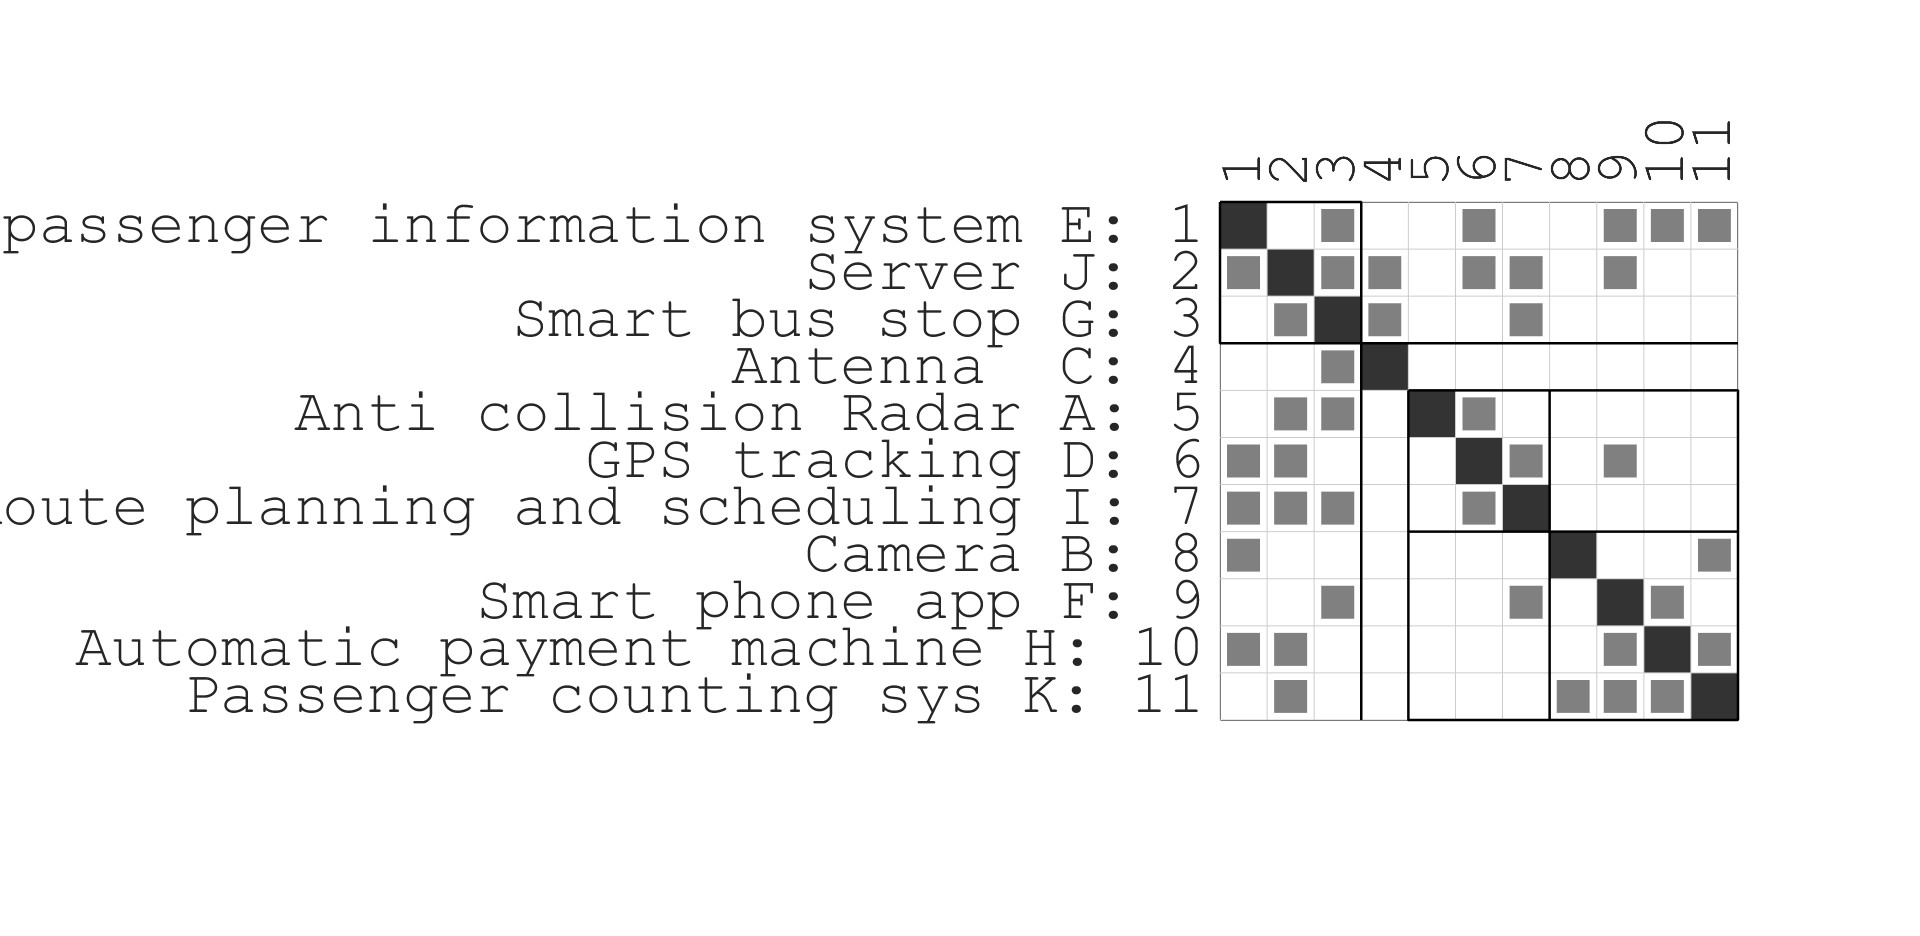 1 2 3 4 5 6 7 8 9 10 11
passenger information system E: 1
Server J: 2
Smart bus stop G: 3
Antenna C: 4
Anti collision Radar A: 5
GPS tracking D: 6
oute planning and scheduling I: 7
Camera B: 8
Smart phone app F: 9
Automatic payment machine H: 10
Passenger counting sys K: 11